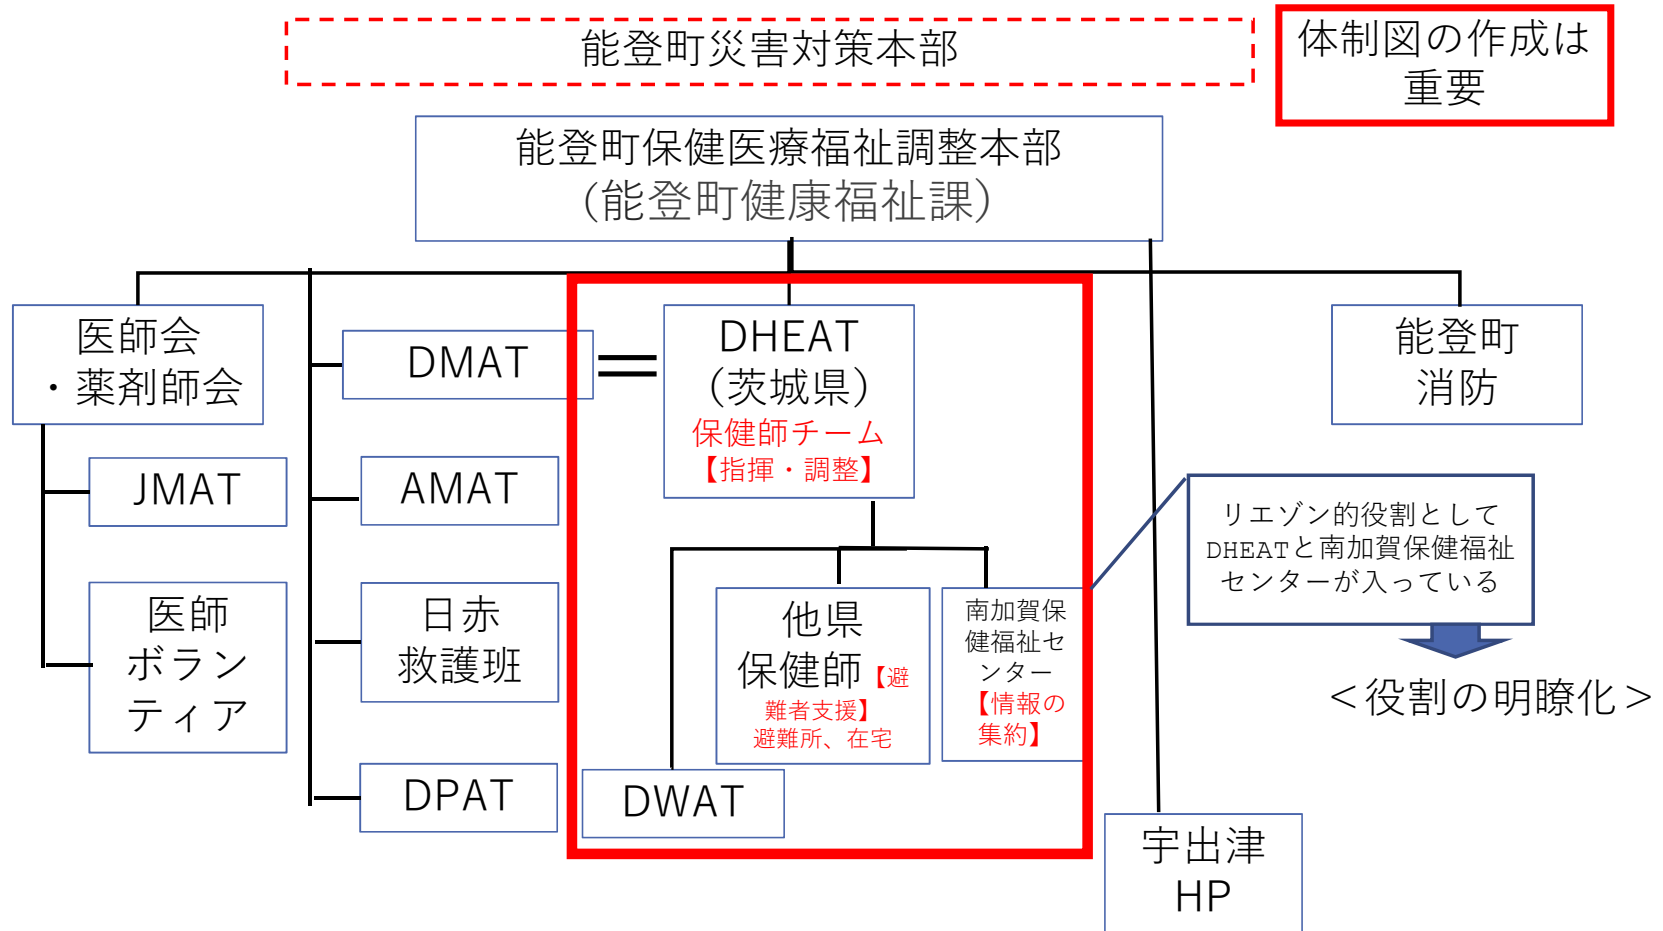 能登町災害対策本部
体制図の作成は
重要
能登町保健医療福祉調整本部
(能登町健康福祉課)
医師会
・薬剤師会
JMAT
医師
ボラン
ティア
DMAT
AMAT
日赤
救護班
DPAT
=
DHEAT
(茨城県)
保健師チーム
【指揮・調整】
他県
保健師【避
難者支援】
避難所、在宅
南加賀保
健福祉セ
ンター
【情報の
集約】
DWAT
能登町
消防
リエゾン的役割として
DHEATと南加賀保健福祉
センターが入っている
<役割の明瞭化>
宇出津
HP